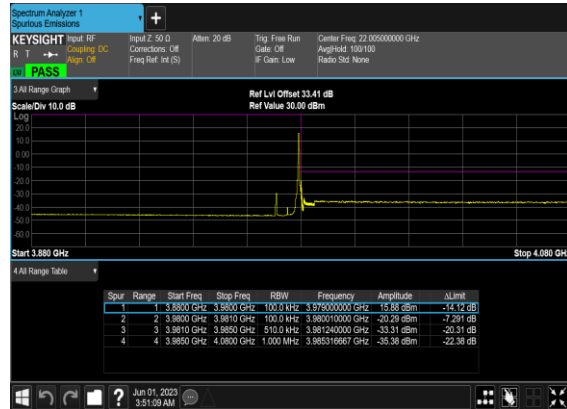 Spectrum Analyzer 1
Spurious Emissions
+
KEYSIGHT Input: RF Input Z: 50 Ω Atten: 20 dB Trig: Free Run Center Freq: 22.005000000 GHz
R T Coupling: DC Corrections: Off Gate: Off Avg|Hold: 100/100
Align: Off Freq Ref: Int (S) IF Gain: Low Radio Std: None
LM PASS
3 All Range Graph
Ref Lvl Offset 33.41 dB
Scale/Div 10.0 dB Ref Value 30.00 dBm
Log
20.0
10.0
0.00
-10.0
-20.0
-30.0
-40.0
-50.0
-60.0
Start 3.880 GHz Stop 4.080 GHz
4 All Range Table
Spur Range Start Freq Stop Freq RBW Frequency Amplitude ΔLimit
1 1 3.8800 GHz 3.9800 GHz 100.0 kHz 3.979000000 GHz 15.88 dBm -14.12 dB
2 2 3.9800 GHz 3.9810 GHz 100.0 kHz 3.980010000 GHz -20.29 dBm -7.291 dB
3 3 3.9810 GHz 3.9850 GHz 510.0 kHz 3.981240000 GHz -33.31 dBm -20.31 dB
4 4 3.9850 GHz 4.0800 GHz 1.000 MHz 3.985316667 GHz -35.38 dBm -22.38 dB
?
Jun 01, 2023
3:51:09 AM